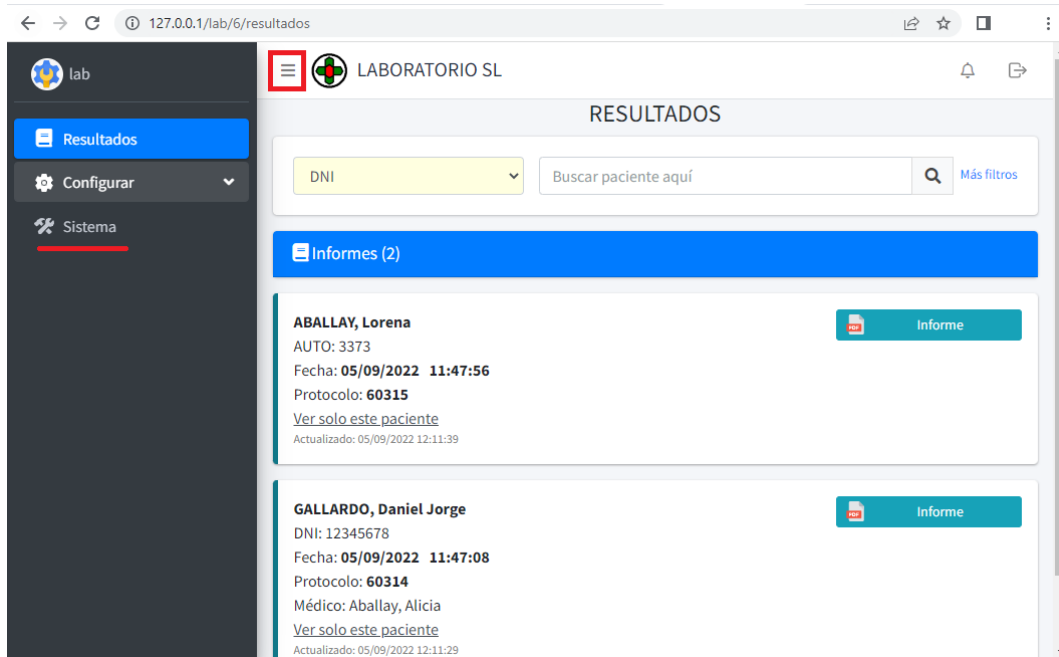 127.0.0.1/lab/6/resultados
lab
LABORATORIO SL
Resultados
Configurar
Sistema
RESULTADOS
DNI
Buscar paciente aquí
Más filtros
Informes (2)
ABALLAY, Lorena
PDF
Informe
AUTO: 3373
Fecha: 05/09/2022 11:47:56
Protocolo: 60315
Ver solo este paciente
Actualizado: 05/09/2022 12:11:39
GALLARDO, Daniel Jorge
PDF
Informe
DNI: 12345678
Fecha: 05/09/2022 11:47:08
Protocolo: 60314
Médico: Aballay, Alicia
Ver solo este paciente
Actualizado: 05/09/2022 12:11:29